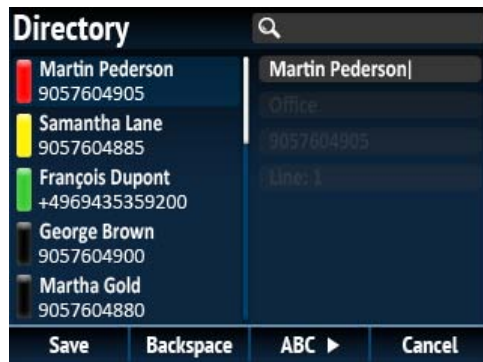 Directory
Martin Pederson
9057604905
Samantha Lane
9057604885
François Dupont
+4969435359200
George Brown
9057604900
Martha Gold
9057604880
Martin Pederson
Office
9057604905
Line: 1
Save
Backspace
ABC
Cancel